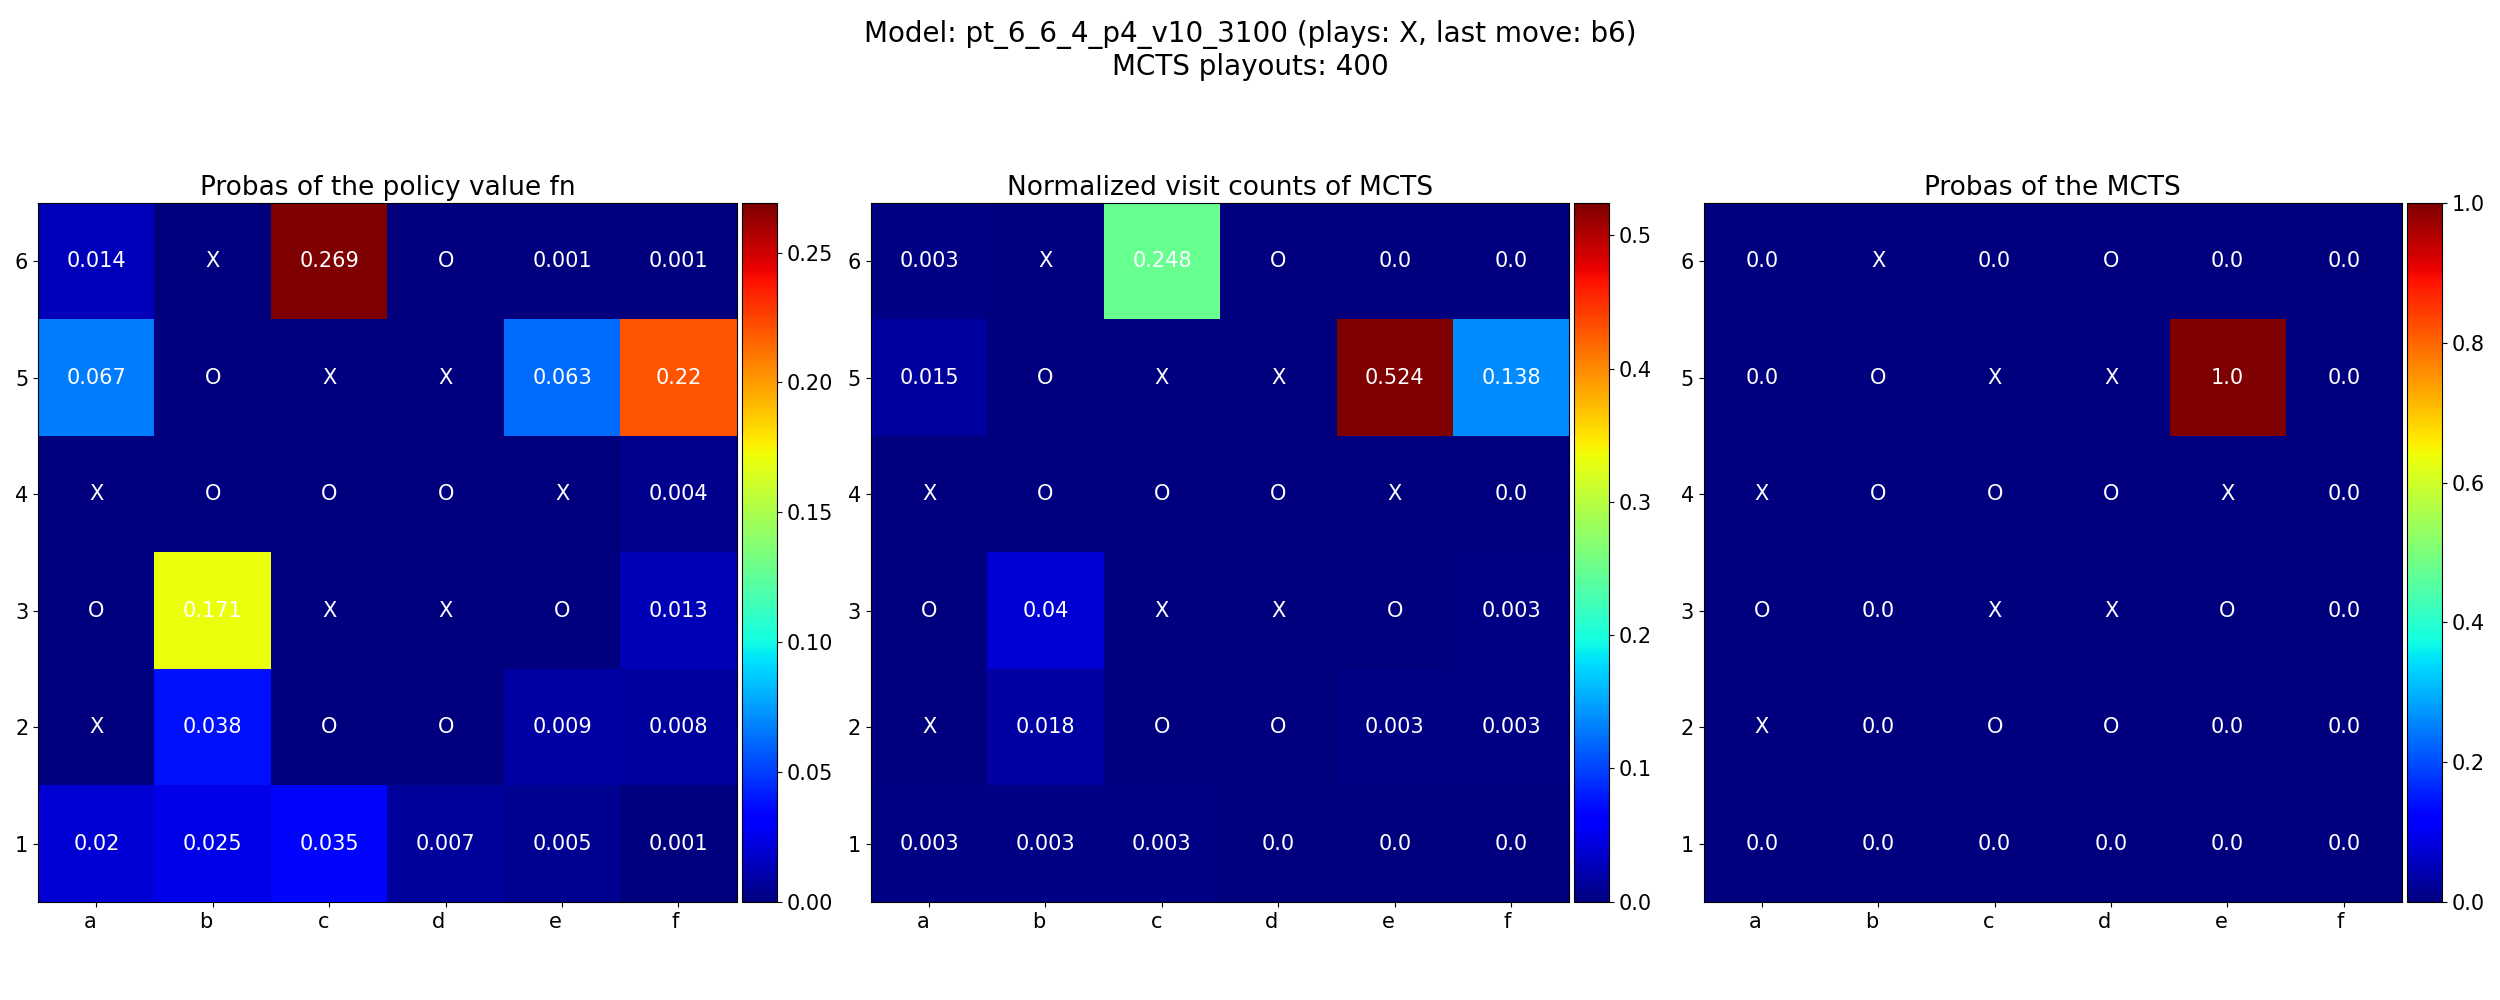 Model: pt_6_6_4_p4_v10_3100 (plays: X, last move: b6)
MCTS playouts: 400
Probas of the policy value fn
6 0.014 X 0.269 O 0.001 0.001
5 0.067 O X X 0.063 0.22
4 X O O O X 0.004
3 O 0.171 X X O 0.013
2 X 0.038 O O 0.009 0.008
1 0.02 0.025 0.035 0.007 0.005 0.001
a b c d e f
0.25
0.20
0.15
0.10
0.05
0.00
Normalized visit counts of MCTS
6 0.003 X 0.248 O 0.0 0.0
5 0.015 O X X 0.524 0.138
4 X O O O X 0.0
3 O 0.04 X X O 0.003
2 X 0.018 O O 0.003 0.003
1 0.003 0.003 0.003 0.0 0.0 0.0
a b c d e f
0.5
0.4
0.3
0.2
0.1
0.0
Probas of the MCTS
6 0.0 X 0.0 O 0.0 0.0
5 0.0 O X X 1.0 0.0
4 X O O O X 0.0
3 O 0.0 X X O 0.0
2 X 0.0 O O 0.0 0.0
1 0.0 0.0 0.0 0.0 0.0 0.0
a b c d e f
1.0
0.8
0.6
0.4
0.2
0.0